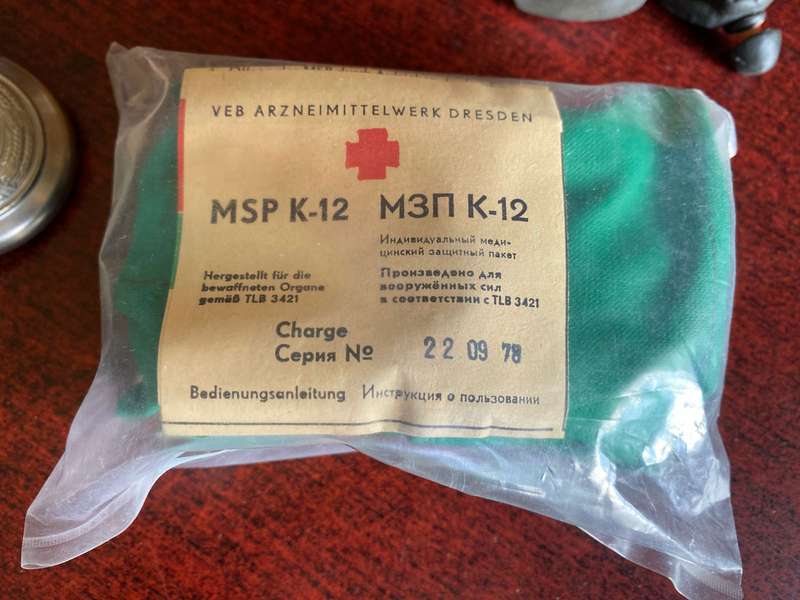 VEB ARZNEIMITTELWERK DRESDEN
MSP K-12 МЗП К-12
Индивидуальный меди-
цинский защитный пакет
Hergestellt für die
bewaffneten Organe
gemäß TLB 3421
Произведено для
вооружённых сил
в соответствии с TLB 3421
Charge
Серия №
22 09 78
Bedienungsanleitung Инструкция о пользовании